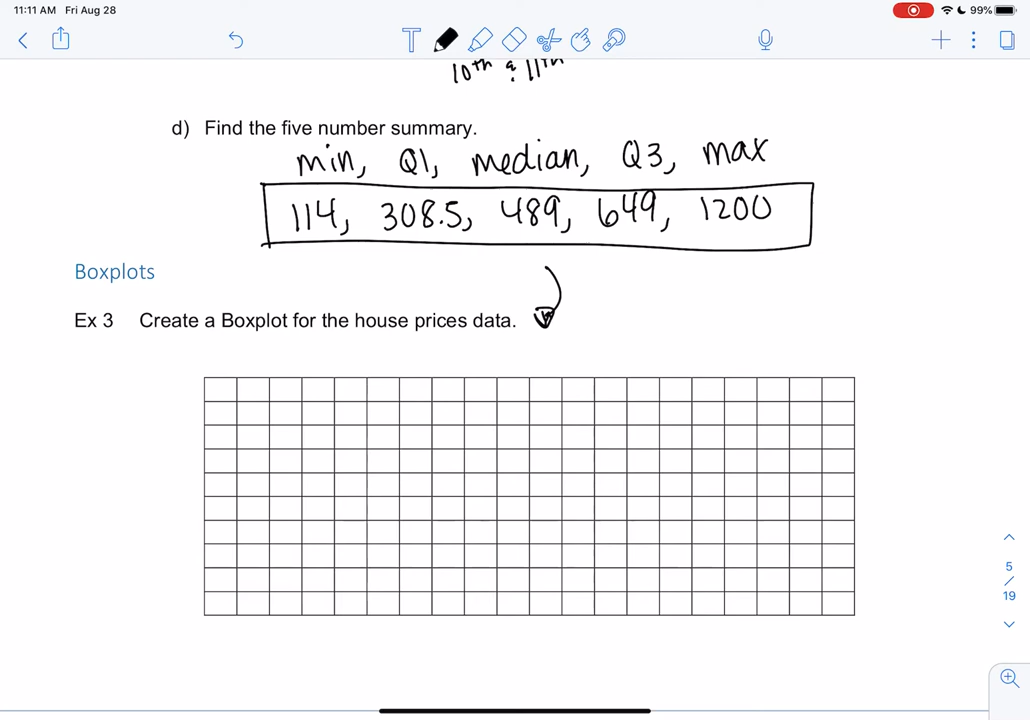 11:11 AM Fri Aug 28 99%
T
10th & 11th
d) Find the five number summary.
min, Q1, median, Q3, max
114, 308.5, 489, 649, 1200
Boxplots
Ex 3 Create a Boxplot for the house prices data.
5
/
19